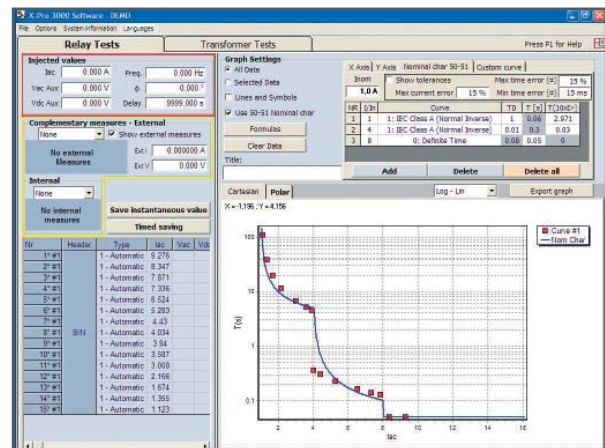 X-Pro 3000 Software - DLMO
File Options System information Languages
Relay Tests Transformer Tests Press F1 for Help
Injected values
Iac 0.000 A Freq. 0.000 Hz
Vac Aux 0.000 V ϕ 0.000 °
Vdc Aux 0.000 V Delay 9999.000 s
Complementary measures - External
None Show external measures
No external Measures
Ext I 0.000000 A
Ext V 0.000 V
Internal
None
No internal measures
Save instantaneous value
Timed saving
Nr Header Type Iac Vac Vdc
1° #1 1 - Automatic 9.275
2° #1 1 - Automatic 8.347
3° #1 1 - Automatic 7.871
4° #1 1 - Automatic 7.336
5° #1 1 - Automatic 6.524
6° #1 1 - Automatic 5.283
7° #1 1 - Automatic 4.43
8° #1 S/N 1 - Automatic 4.034
9° #1 1 - Automatic 3.94
10° #1 1 - Automatic 3.587
11° #1 1 - Automatic 3.008
12° #1 1 - Automatic 2.166
13° #1 1 - Automatic 1.674
14° #1 1 - Automatic 1.355
15° #1 1 - Automatic 1.123
Graph Settings
All Data
Selected Data
Lines and Symbols
Use 50-51 Nominal char
Formulas
Clear Data
Title:
X Axis Y Axis Nominal char 50-51 Custom curve
Inom 1,0 A
Show tolerances Max time error [±] 15 %
Max current error 15 % Min time error [±] 15 ms
NR I/In Curve TD T [s] T(10xI>)
1 1 1: IEC Class A (Normal Inverse) 1 0.06 2.971
2 4 1: IEC Class A (Normal Inverse) 0.01 0.3 0.03
3 8 0: Definite Time 0.08 0.05 0
Add Delete Delete all
Cartesian Polar Log - Lin Export graph
X = -1.196 ; Y = 4.156
Curve #1
Nom Char
T(s)
100
10
1
0.1
2 4 6 8 10 12 14 16
Iac